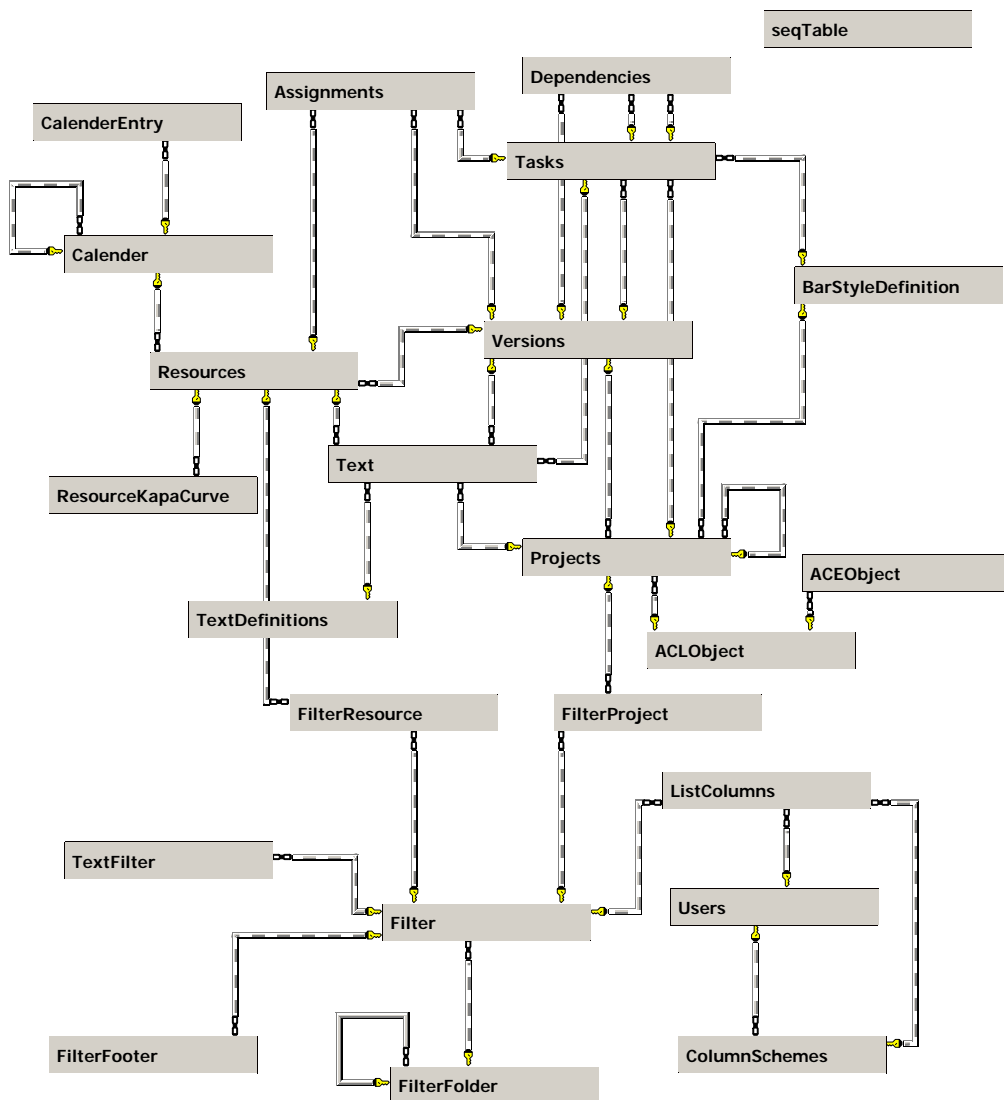 seqTable
Dependencies
Assignments
CalenderEntry
Tasks
Calender
BarStyleDefinition
Versions
Resources
Text
ResourceKapaCurve
Projects
ACEObject
TextDefinitions
ACLObject
FilterResource
FilterProject
ListColumns
TextFilter
Users
Filter
FilterFooter
ColumnSchemes
FilterFolder